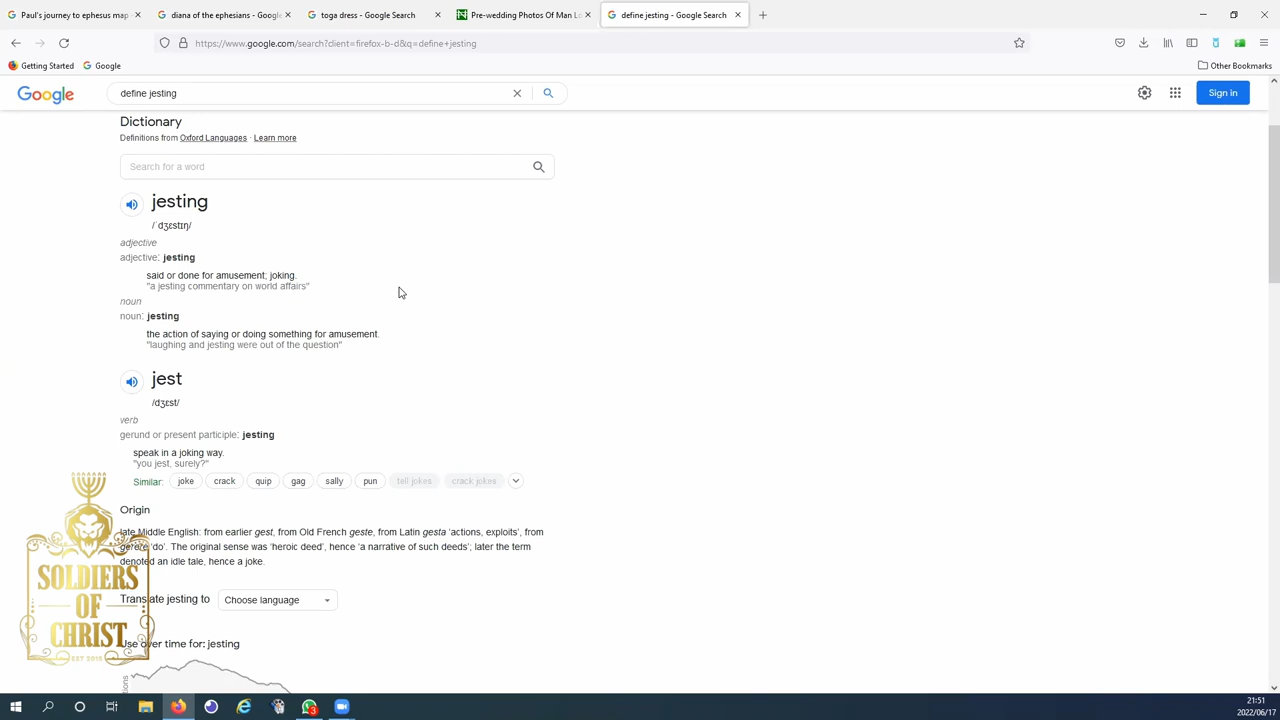 Paul's journey to ephesus map
diana of the ephesians - Google
toga dress - Google Search
Pre-wedding Photos Of Man L
define jesting - Google Search
https://www.google.com/search?client=firefox-b-d&q=define+jesting
Getting Started
Google
Other Bookmarks
Google
define jesting
Sign in
Dictionary
Definitions from Oxford Languages · Learn more
Search for a word
jesting
/ˈdʒɛstɪŋ/
adjective
adjective: jesting
said or done for amusement; joking.
"a jesting commentary on world affairs"
noun
noun: jesting
the action of saying or doing something for amusement.
"laughing and jesting were out of the question"
jest
/dʒɛst/
verb
gerund or present participle: jesting
speak in a joking way.
"you jest, surely?"
Similar: joke crack quip gag sally pun tell jokes crack jokes
Origin
late Middle English: from earlier gest, from Old French geste, from Latin gesta 'actions, exploits', from
gerere 'do'. The original sense was 'heroic deed', hence 'a narrative of such deeds'; later the term
denoted an idle tale, hence a joke.
Translate jesting to Choose language
Use over time for: jesting
SOLDIERS
OF
CHRIST
EST 2015
3
21:51
2022/06/17